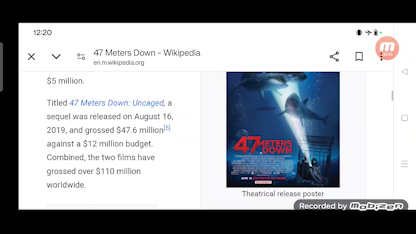 12:20
47 Meters Down - Wikipedia
en.m.wikipedia.org
$5 million.
Titled 47 Meters Down: Uncaged, a
sequel was released on August 16,
2019, and grossed $47.6 million[5]
against a $12 million budget.
Combined, the two films have
grossed over $110 million
worldwide.
47 METERS
DOWN
Theatrical release poster
Recorded by MOBIZEN